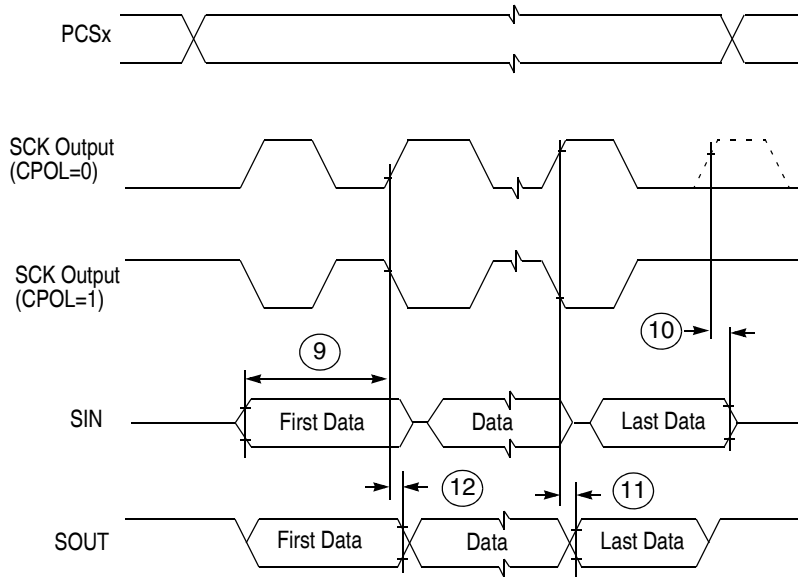 PCSx
SCK Output
(CPOL=0)
SCK Output
(CPOL=1)
10
9
SIN
First Data
Data
Last Data
12
11
SOUT
First Data
Data
Last Data